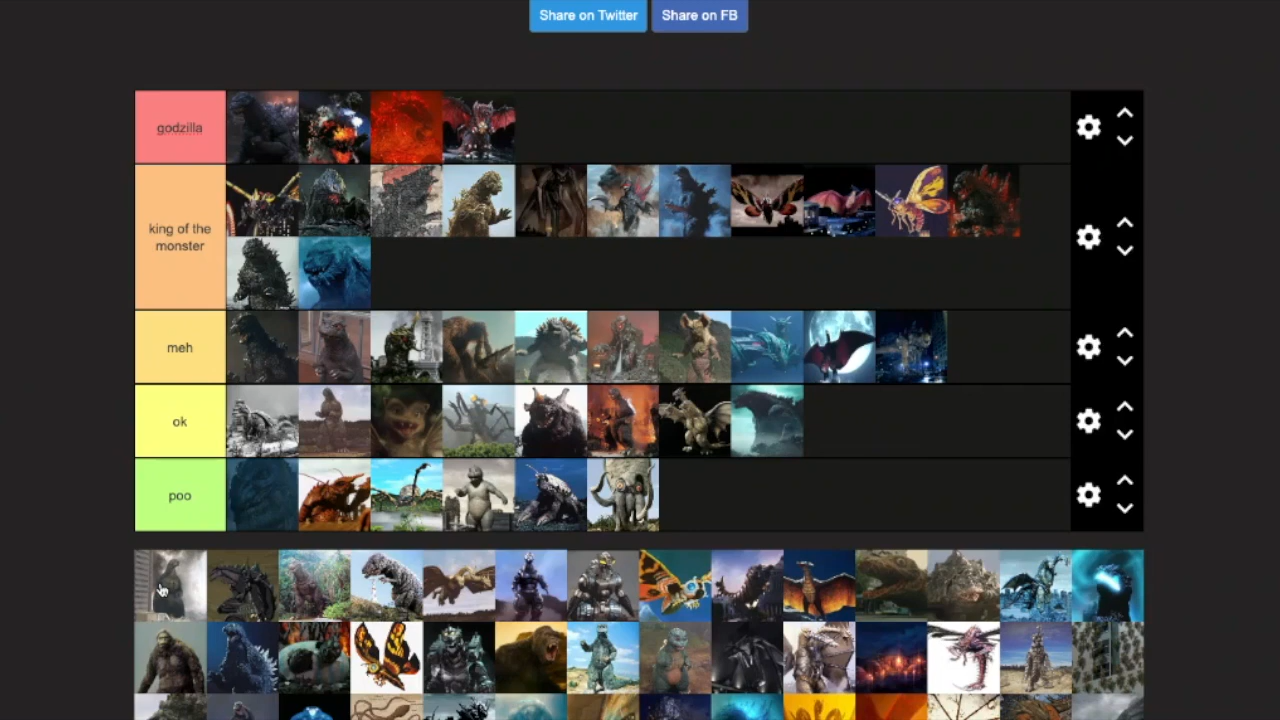 Share on Twitter
Share on FB
godzilla
king of the
monster
meh
ok
poo